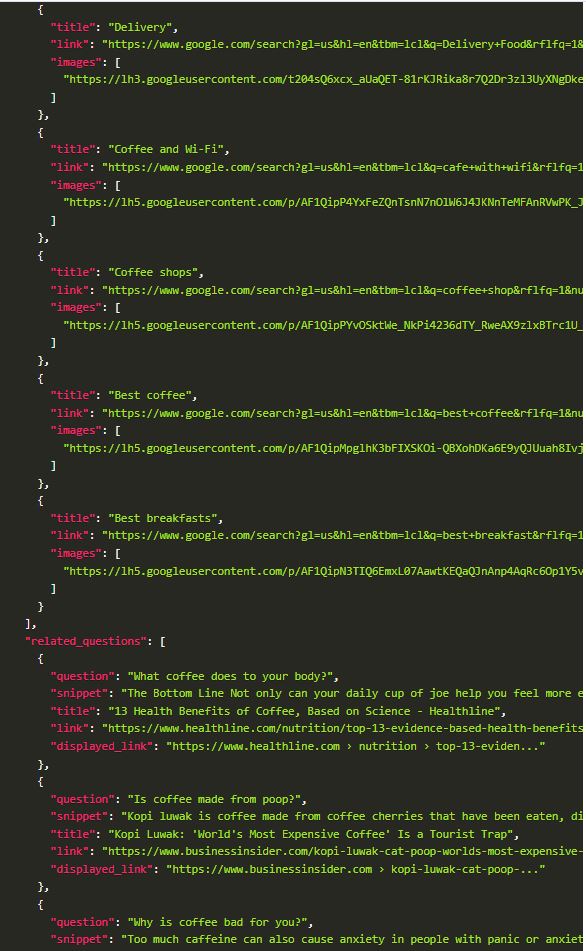 {
"title": "Delivery",
"link": "https://www.google.com/search?gl=us&hl=en&tbm=lcl&q=Delivery+Food&rflfq=1&
"images": [
"https://lh3.googleusercontent.com/t204sQ6xcx_aUaQET-81rKJRika8r7Q2Dr3zl3UyXNgDke
]
},
{
"title": "Coffee and Wi-Fi",
"link": "https://www.google.com/search?gl=us&hl=en&tbm=lcl&q=cafe+with+wifi&rflfq=1
"images": [
"https://lh5.googleusercontent.com/p/AF1QipP4YxFeZQnTsnN7nOlW6J4JKNnTeMFAnRVwPK_J
]
},
{
"title": "Coffee shops",
"link": "https://www.google.com/search?gl=us&hl=en&tbm=lcl&q=coffee+shop&rflfq=1&nu
"images": [
"https://lh5.googleusercontent.com/p/AF1QipPYvOSktWe_NkPi4236dTY_RweAX9zlxBTrc1U_
]
},
{
"title": "Best coffee",
"link": "https://www.google.com/search?gl=us&hl=en&tbm=lcl&q=best+coffee&rflfq=1&nu
"images": [
"https://lh5.googleusercontent.com/p/AF1QipMpglhK3bFIXSKOi-QBXohDKa6E9yQJUuah8Ivj
]
},
{
"title": "Best breakfasts",
"link": "https://www.google.com/search?gl=us&hl=en&tbm=lcl&q=best+breakfast&rflfq=1
"images": [
"https://lh5.googleusercontent.com/p/AF1QipN3TIQ6EmxL07AawtKEQaQJnAnp4AqRc6Op1Y5v
]
}
],
"related_questions": [
{
"question": "What coffee does to your body?",
"snippet": "The Bottom Line Not only can your daily cup of joe help you feel more e
"title": "13 Health Benefits of Coffee, Based on Science - Healthline",
"link": "https://www.healthline.com/nutrition/top-13-evidence-based-health-benefits
"displayed_link": "https://www.healthline.com › nutrition › top-13-eviden..."
},
{
"question": "Is coffee made from poop?",
"snippet": "Kopi luwak is coffee made from coffee cherries that have been eaten, di
"title": "Kopi Luwak: 'World's Most Expensive Coffee' Is a Tourist Trap",
"link": "https://www.businessinsider.com/kopi-luwak-cat-poop-worlds-most-expensive-
"displayed_link": "https://www.businessinsider.com › kopi-luwak-cat-poop-..."
},
{
"question": "Why is coffee bad for you?",
"snippet": "Too much caffeine can also cause anxiety in people with panic or anxiet